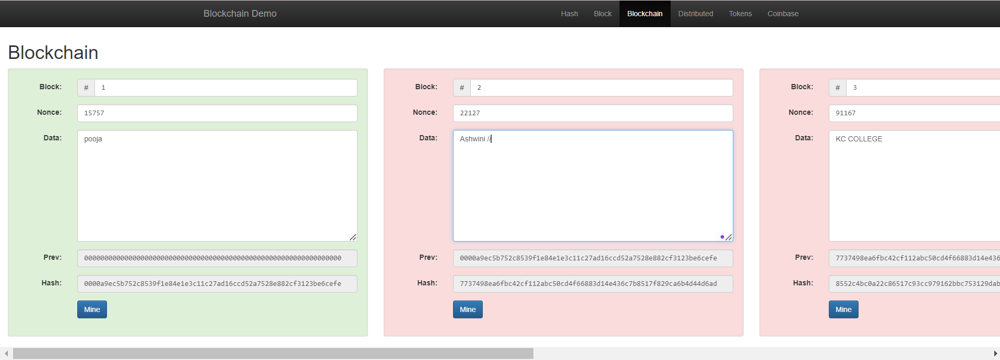 Blockchain Demo Hash Block Blockchain Distributed Tokens Coinbase
Blockchain
Block: # 1
Nonce: 15757
Data: pooja
Prev: 0000000000000000000000000000000000000000000000000000000000000000
Hash: 0000a9ec5b752c8539f1e84e1e3c11c27ad16ccd52a7528e882cf3123be6cefe
Mine
Block: # 2
Nonce: 22127
Data: Ashwini //
Prev: 0000a9ec5b752c8539f1e84e1e3c11c27ad16ccd52a7528e882cf3123be6cefe
Hash: 7737498ea6fbc42cf112abc50cd4f66883d14e436c7b8517f829ca6b4d44d6ad
Mine
Block: # 3
Nonce: 91167
Data: KC COLLEGE
Prev: 7737498ea6fbc42cf112abc50cd4f66883d14e436
Hash: 8552c4bc0a22c86517c93cc979162bbc753129dab
Mine